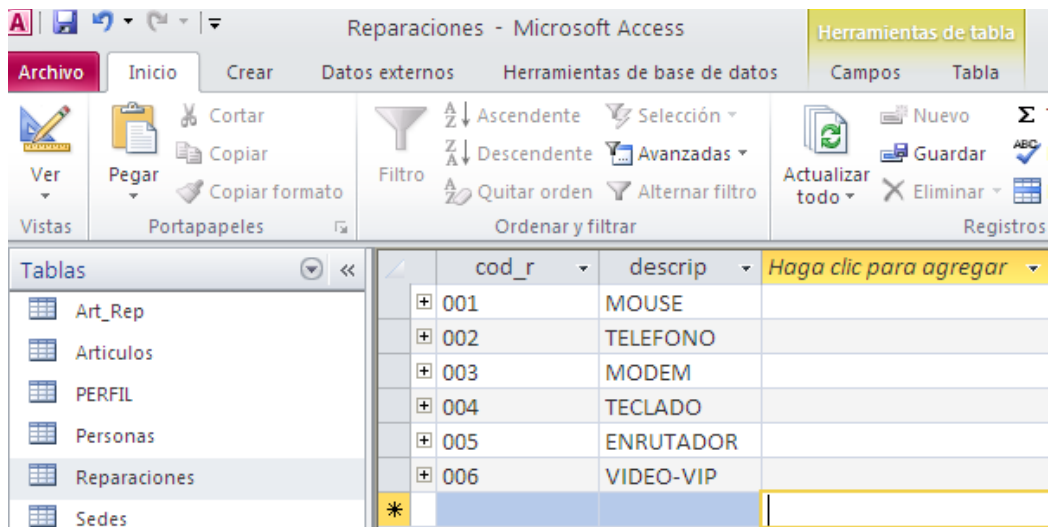 A Reparaciones - Microsoft Access Herramientas de tabla
Archivo Inicio Crear Datos externos Herramientas de base de datos Campos Tabla
Ver
Vistas
Pegar
Cortar
Copiar
Copiar formato
Portapapeles
Filtro
Ascendente
Descendente
Quitar orden
Selección
Avanzadas
Alternar filtro
Ordenar y filtrar
Actualizar
todo
Nuevo
Guardar
Eliminar
Σ
ABC
Registros
Tablas
Art_Rep
Articulos
PERFIL
Personas
Reparaciones
Sedes
cod_r descrip Haga clic para agregar
001 MOUSE
002 TELEFONO
003 MODEM
004 TECLADO
005 ENRUTADOR
006 VIDEO-VIP